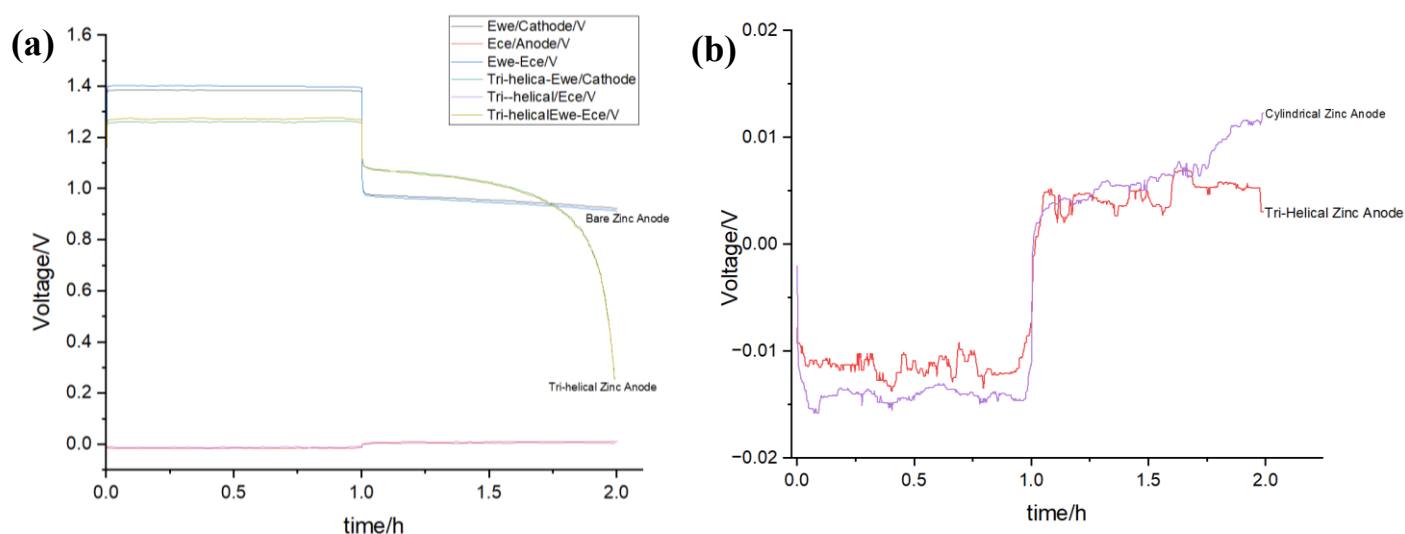 (a)
Ewe/Cathode/V
Ece/Anode/V
Ewe-Ece/V
Tri-helica-Ewe/Cathode
Tri--helical/Ece/V
Tri-helicalEwe-Ece/V
1.6
1.4
1.2
1.0
0.8
0.6
0.4
0.2
0.0
Voltage/V
Bare Zinc Anode
Tri-helical Zinc Anode
0.0 0.5 1.0 1.5 2.0
time/h
(b)
0.02
0.01
0.00
−0.01
−0.02
Voltage/V
Cylindrical Zinc Anode
Tri-Helical Zinc Anode
0.0 0.5 1.0 1.5 2.0
time/h